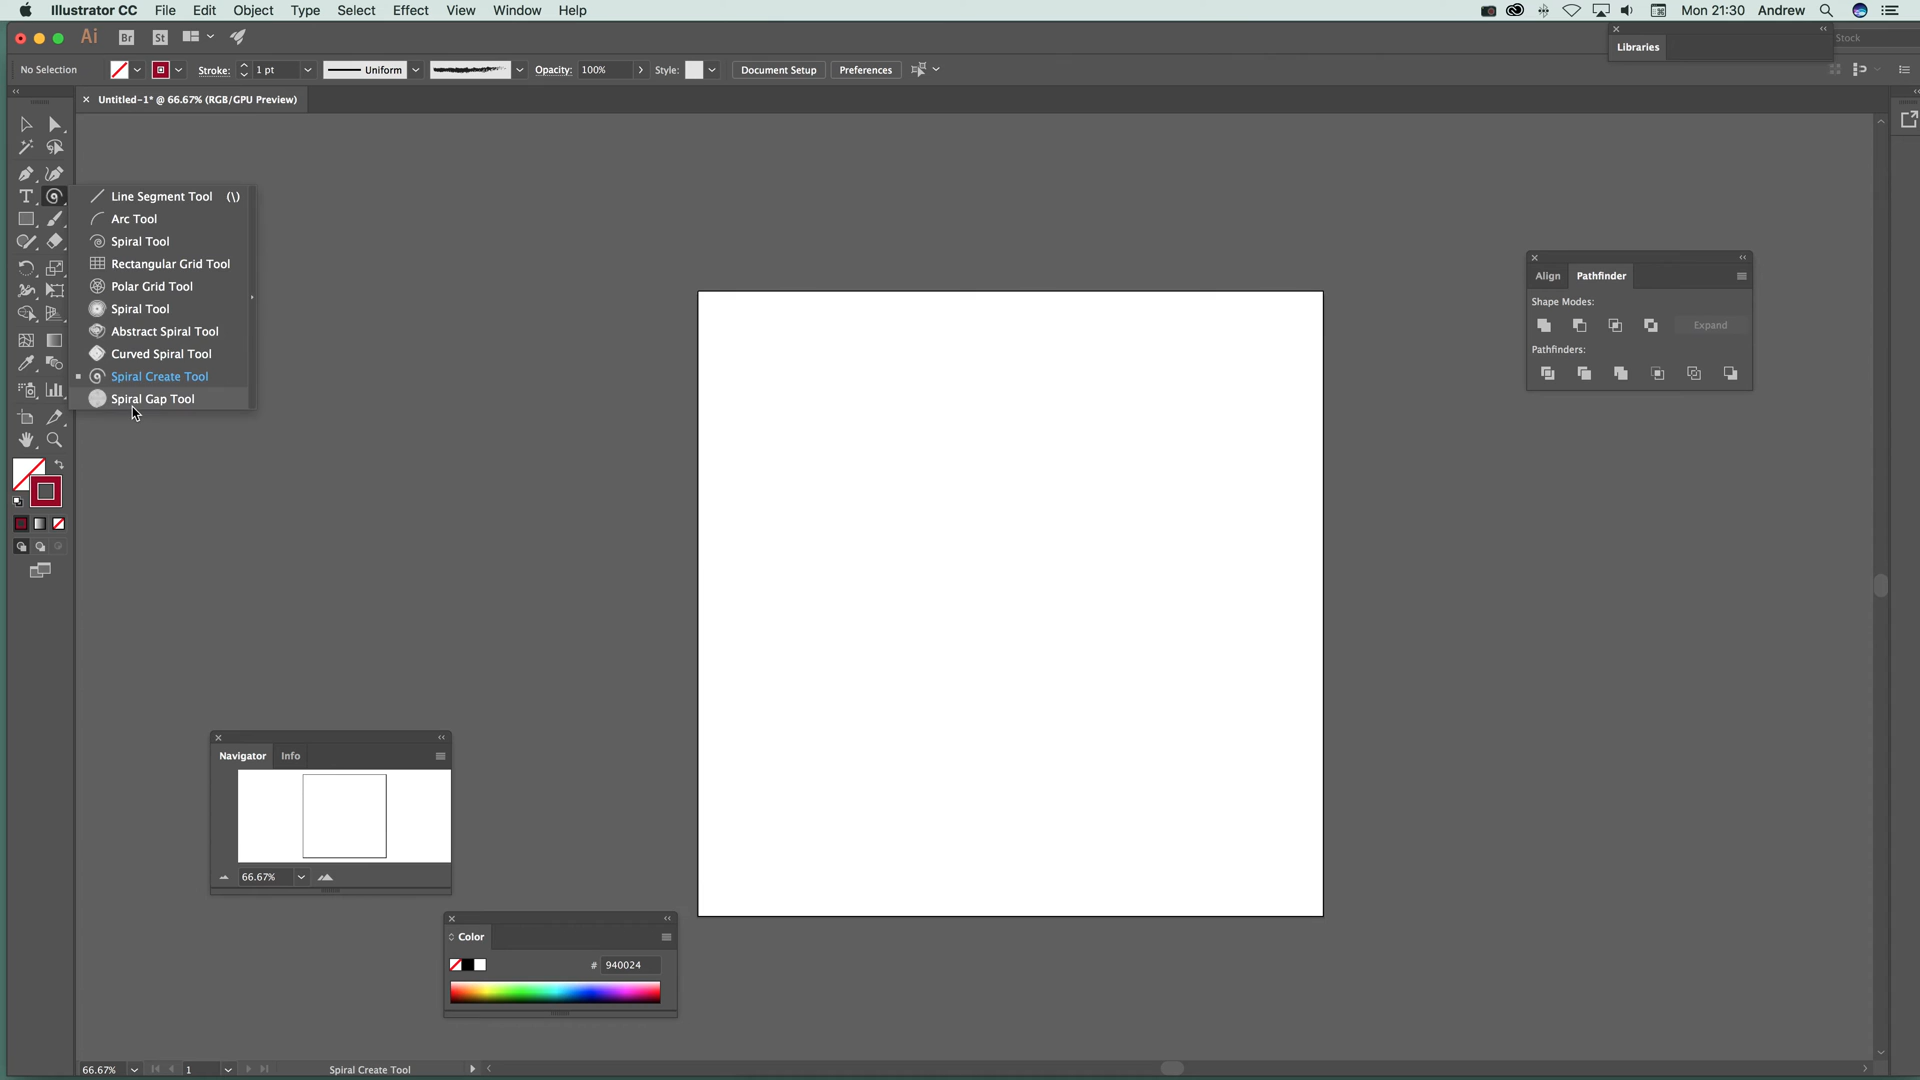 Illustrator CC File Edit Object Type Select Effect View Window Help Mon 21:30 Andrew
Ai Br St Stock
Libraries
No Selection Stroke: 1 pt Uniform Opacity: 100% Style: Document Setup Preferences
Untitled-1* @ 66.67% (RGB/GPU Preview)
Line Segment Tool (\)
Arc Tool
Spiral Tool
Rectangular Grid Tool
Polar Grid Tool
Spiral Tool
Abstract Spiral Tool
Curved Spiral Tool
Spiral Create Tool
Spiral Gap Tool
Align Pathfinder
Shape Modes:
Expand
Pathfinders:
Navigator Info
66.67%
Color
# 940024
66.67% 1 Spiral Create Tool